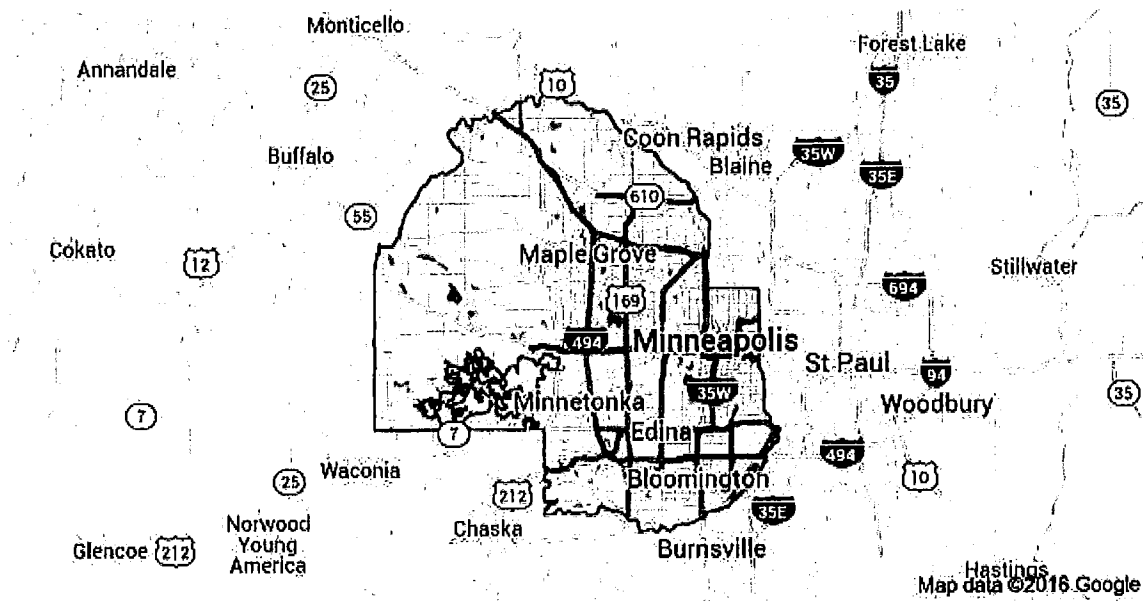 Monticello
Forest Lake
Annandale
35
10
25
35
Coon Rapids
35W
Blaine
Buffalo
35E
610
55
Cokato
12
Maple Grove
Stillwater
694
169
494
Minneapolis
St Paul
94
35W
Minnetonka
Woodbury
35
7
7
Edina
494
Waconia
Bloomington
10
25
212
35E
Norwood
Young
America
Chaska
Glencoe
212
Burnsville
Hastings
Map data ©2016 Google